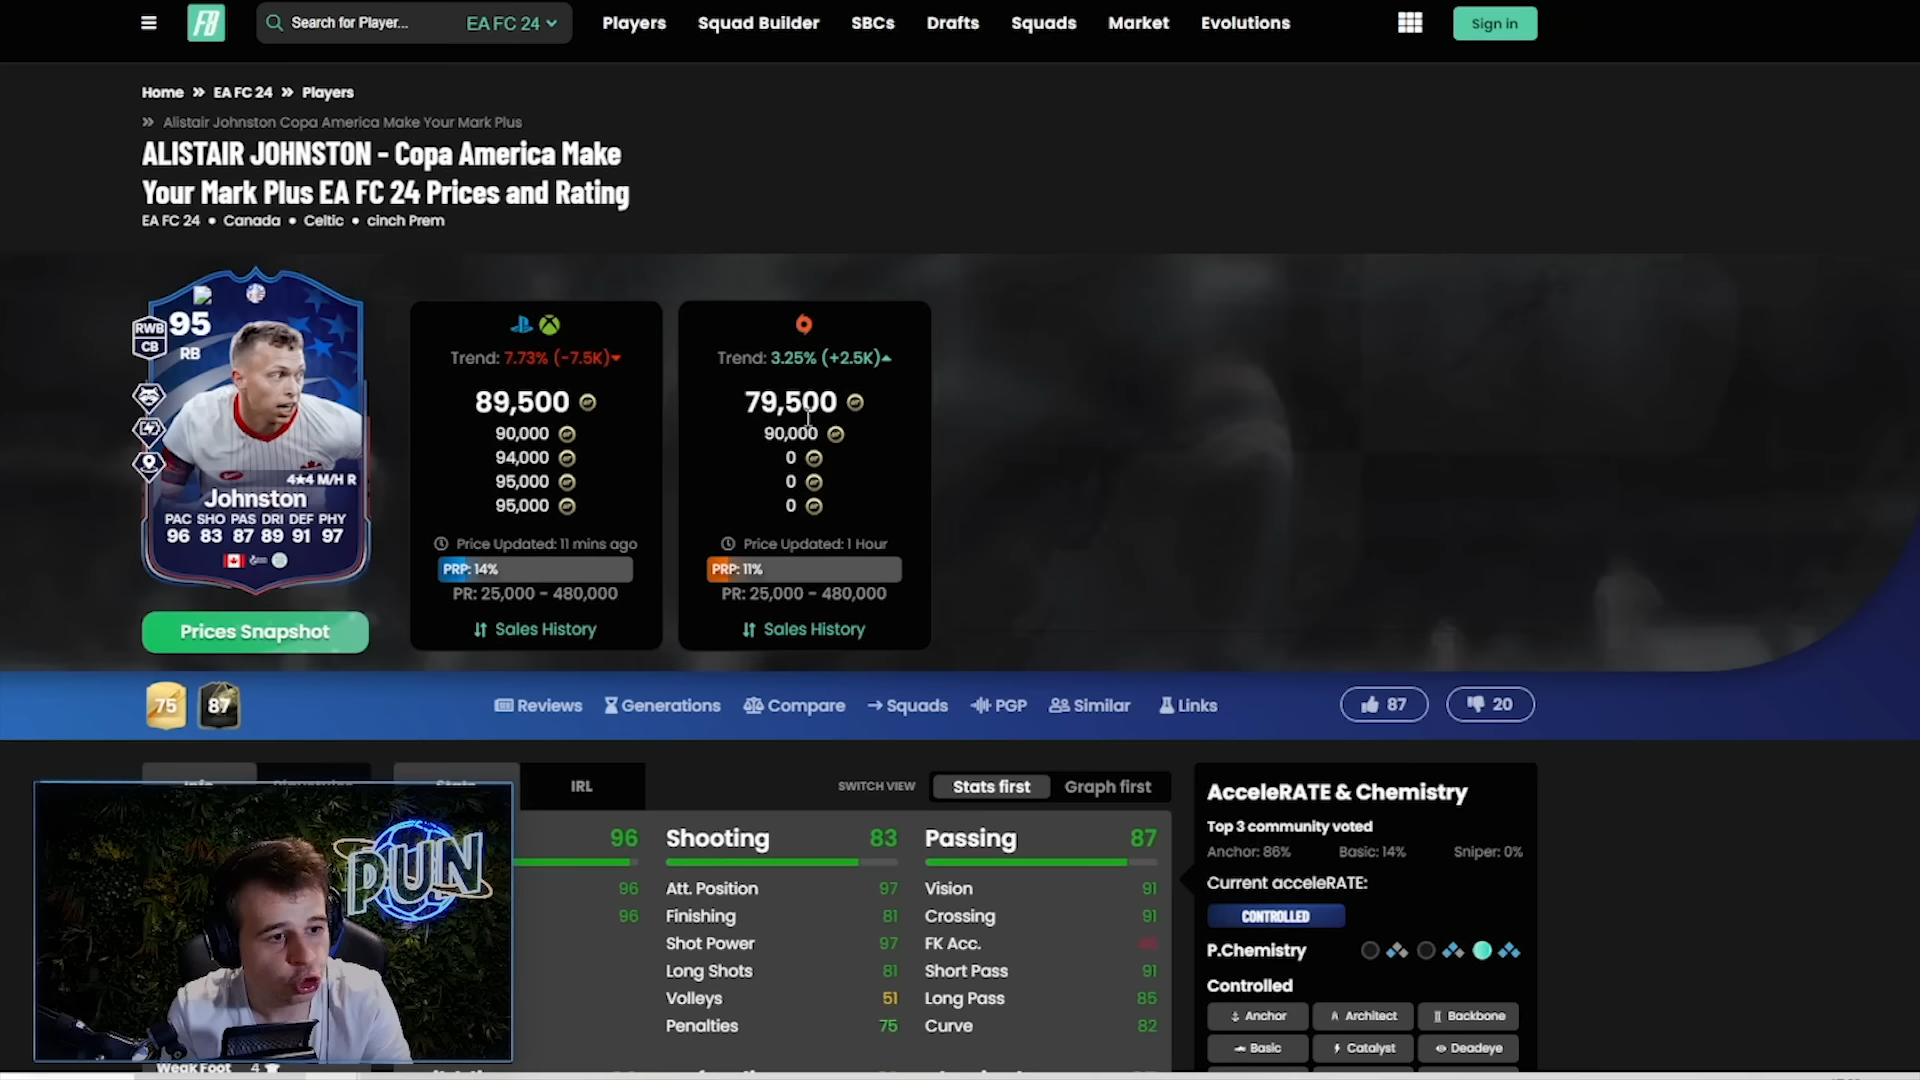 Search for Player...
EA FC 24
Players
Squad Builder
SBCs
Drafts
Squads
Market
Evolutions
Sign in
Home » EA FC 24 » Players
» Alistair Johnston Copa America Make Your Mark Plus
ALISTAIR JOHNSTON - Copa America Make
Your Mark Plus EA FC 24 Prices and Rating
EA FC 24 • Canada • Celtic • cinch Prem
RWB
CB
95
RB
4★4 M/H R
Johnston
PAC SHO PAS DRI DEF PHY
96 83 87 89 91 97
Prices Snapshot
Trend: 7.73% (-7.5K)
89,500
90,000
94,000
95,000
95,000
Price Updated: 11 mins ago
PRP: 14%
PR: 25,000 - 480,000
Sales History
Trend: 3.25% (+2.5K)
79,500
90,000
0
0
0
Price Updated: 1 Hour
PRP: 11%
PR: 25,000 - 480,000
Sales History
75
87
Reviews
Generations
Compare
Squads
PGP
Similar
Links
87
20
IRL
SWITCH VIEW
Stats first
Graph first
96
96
96
Shooting 83
Att. Position 97
Finishing 81
Shot Power 97
Long Shots 81
Volleys 51
Penalties 75
Passing 87
Vision 91
Crossing 91
FK Acc.
Short Pass 91
Long Pass 85
Curve 82
AcceleRATE & Chemistry
Top 3 community voted
Anchor: 86% Basic: 14% Sniper: 0%
Current acceleRATE:
CONTROLLED
P.Chemistry
Controlled
Anchor
Architect
Backbone
Basic
Catalyst
Deadeye
PUN
Weak Foot 4